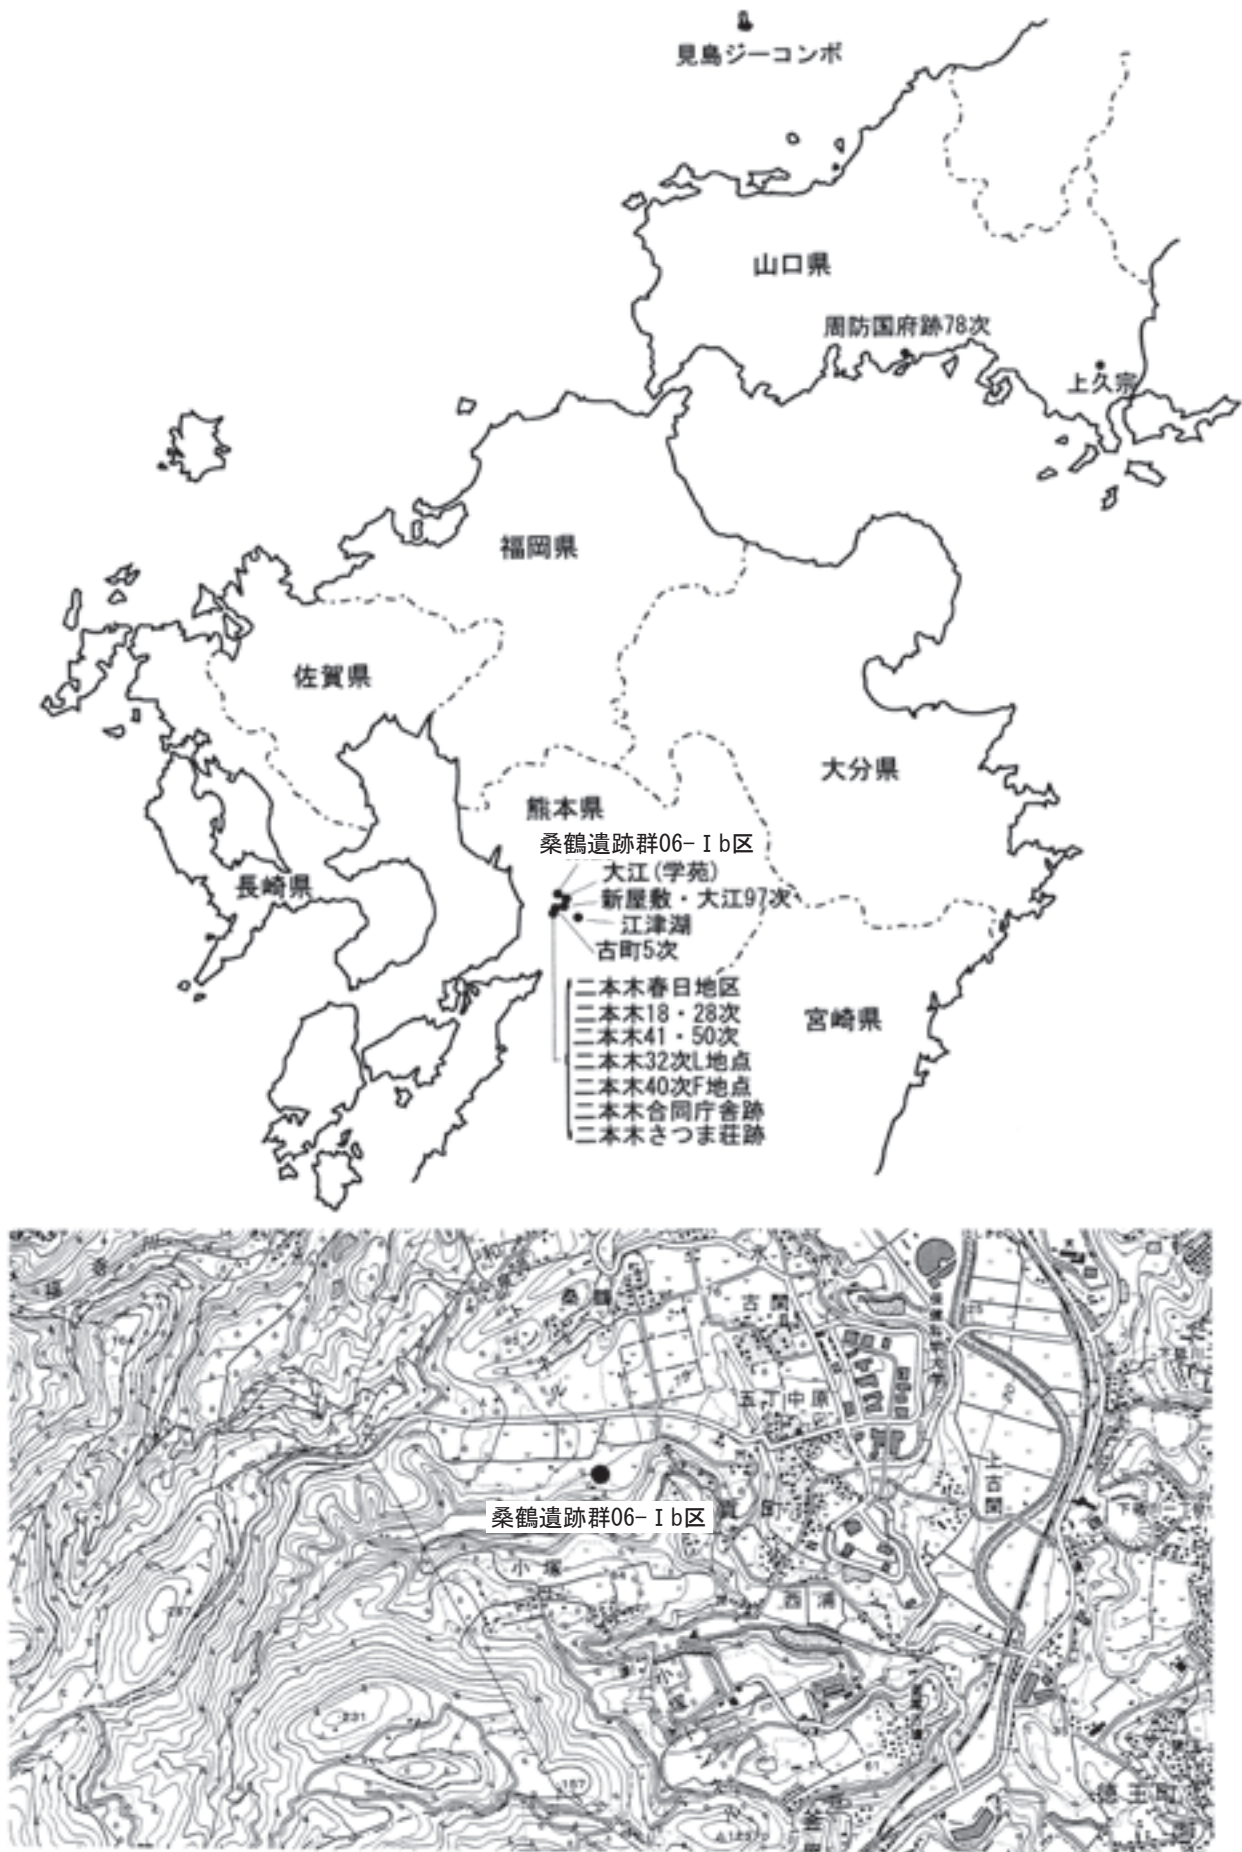 見島ジーコンボ
山口県
周防国府跡78次
上久宗
福岡県
佐賀県
大分県
熊本県
桑鶴遺跡群06-Ⅰb区
大江(学苑)
長崎県
新屋敷・大江97次
江津湖
古町5次
二本木春日地区
二本木18・28次
宮崎県
二本木41・50次
二本木32次L地点
二本木40次F地点
二本木合同庁舎跡
二本木さつま荘跡
桑鶴
古閑
五丁中原
上古閑
桑鶴遺跡群06-Ⅰb区
小塚
西浦
小塚
231
187
徳王町